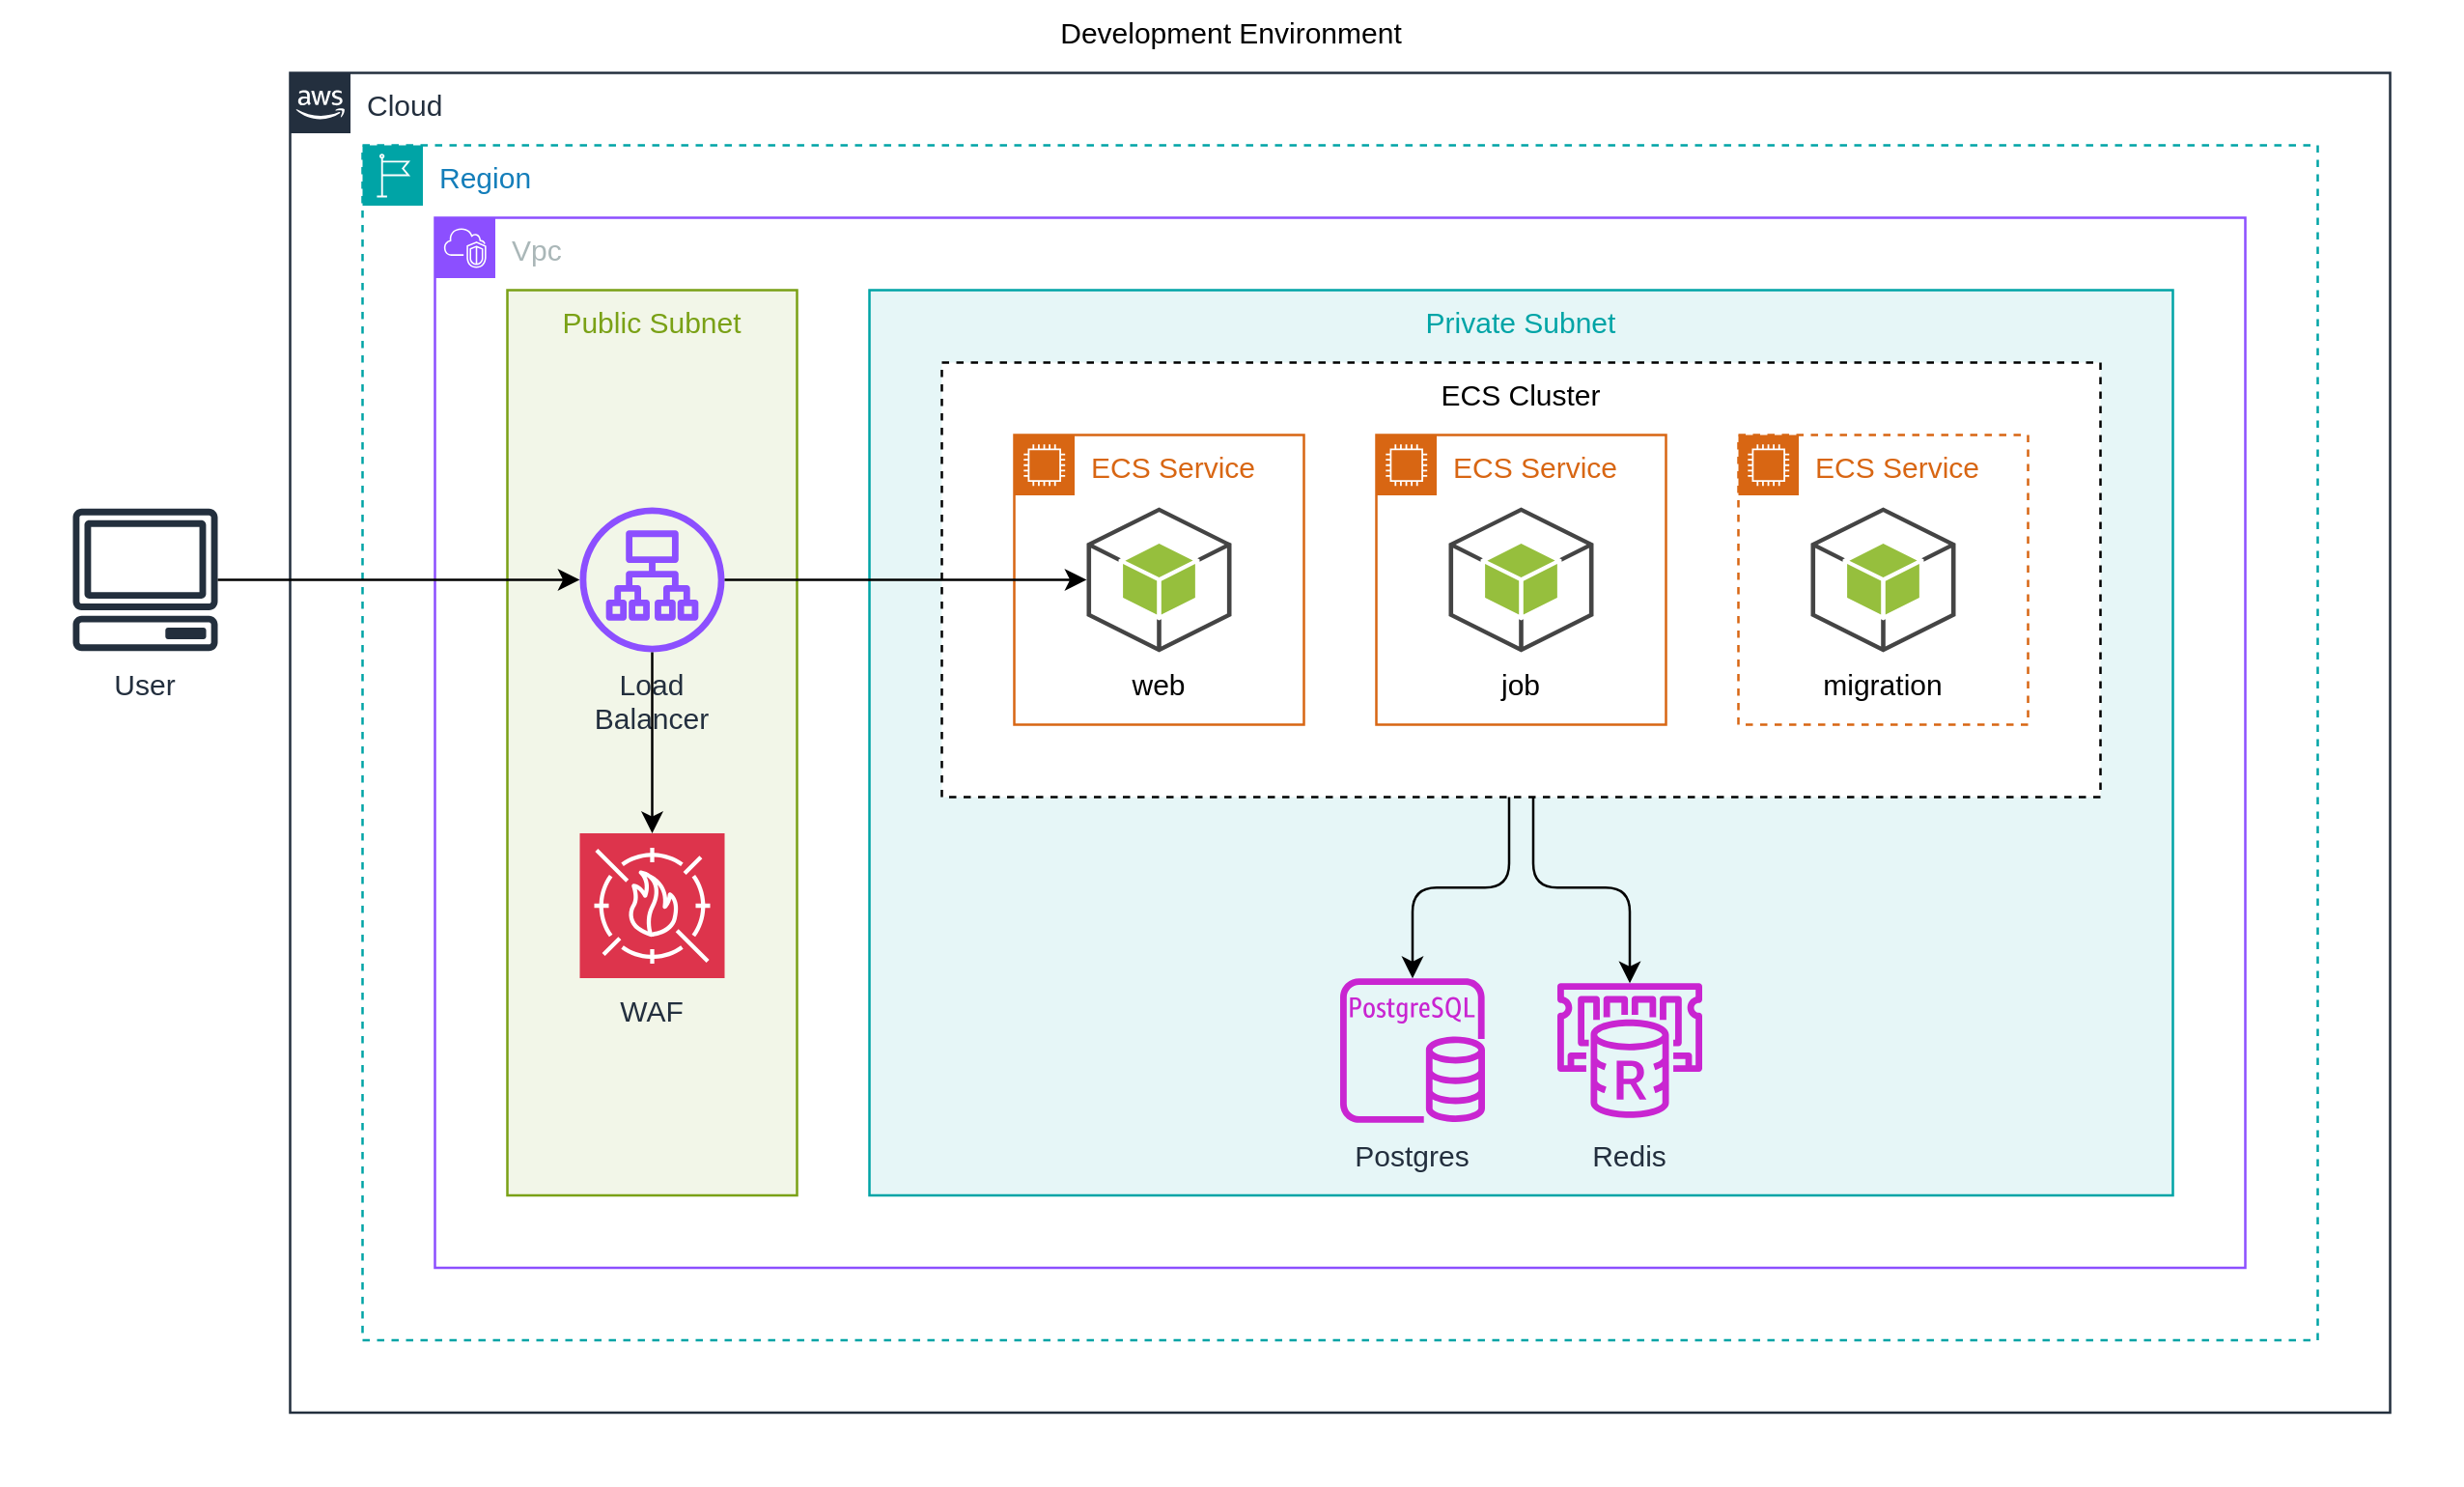 Development Environment
aws
Cloud
Region
Vpc
Public Subnet
Private Subnet
ECS Cluster
ECS Service
ECS Service
ECS Service
User
Load
Balancer
web
job
migration
WAF
PostgreSQL
R
Postgres
Redis